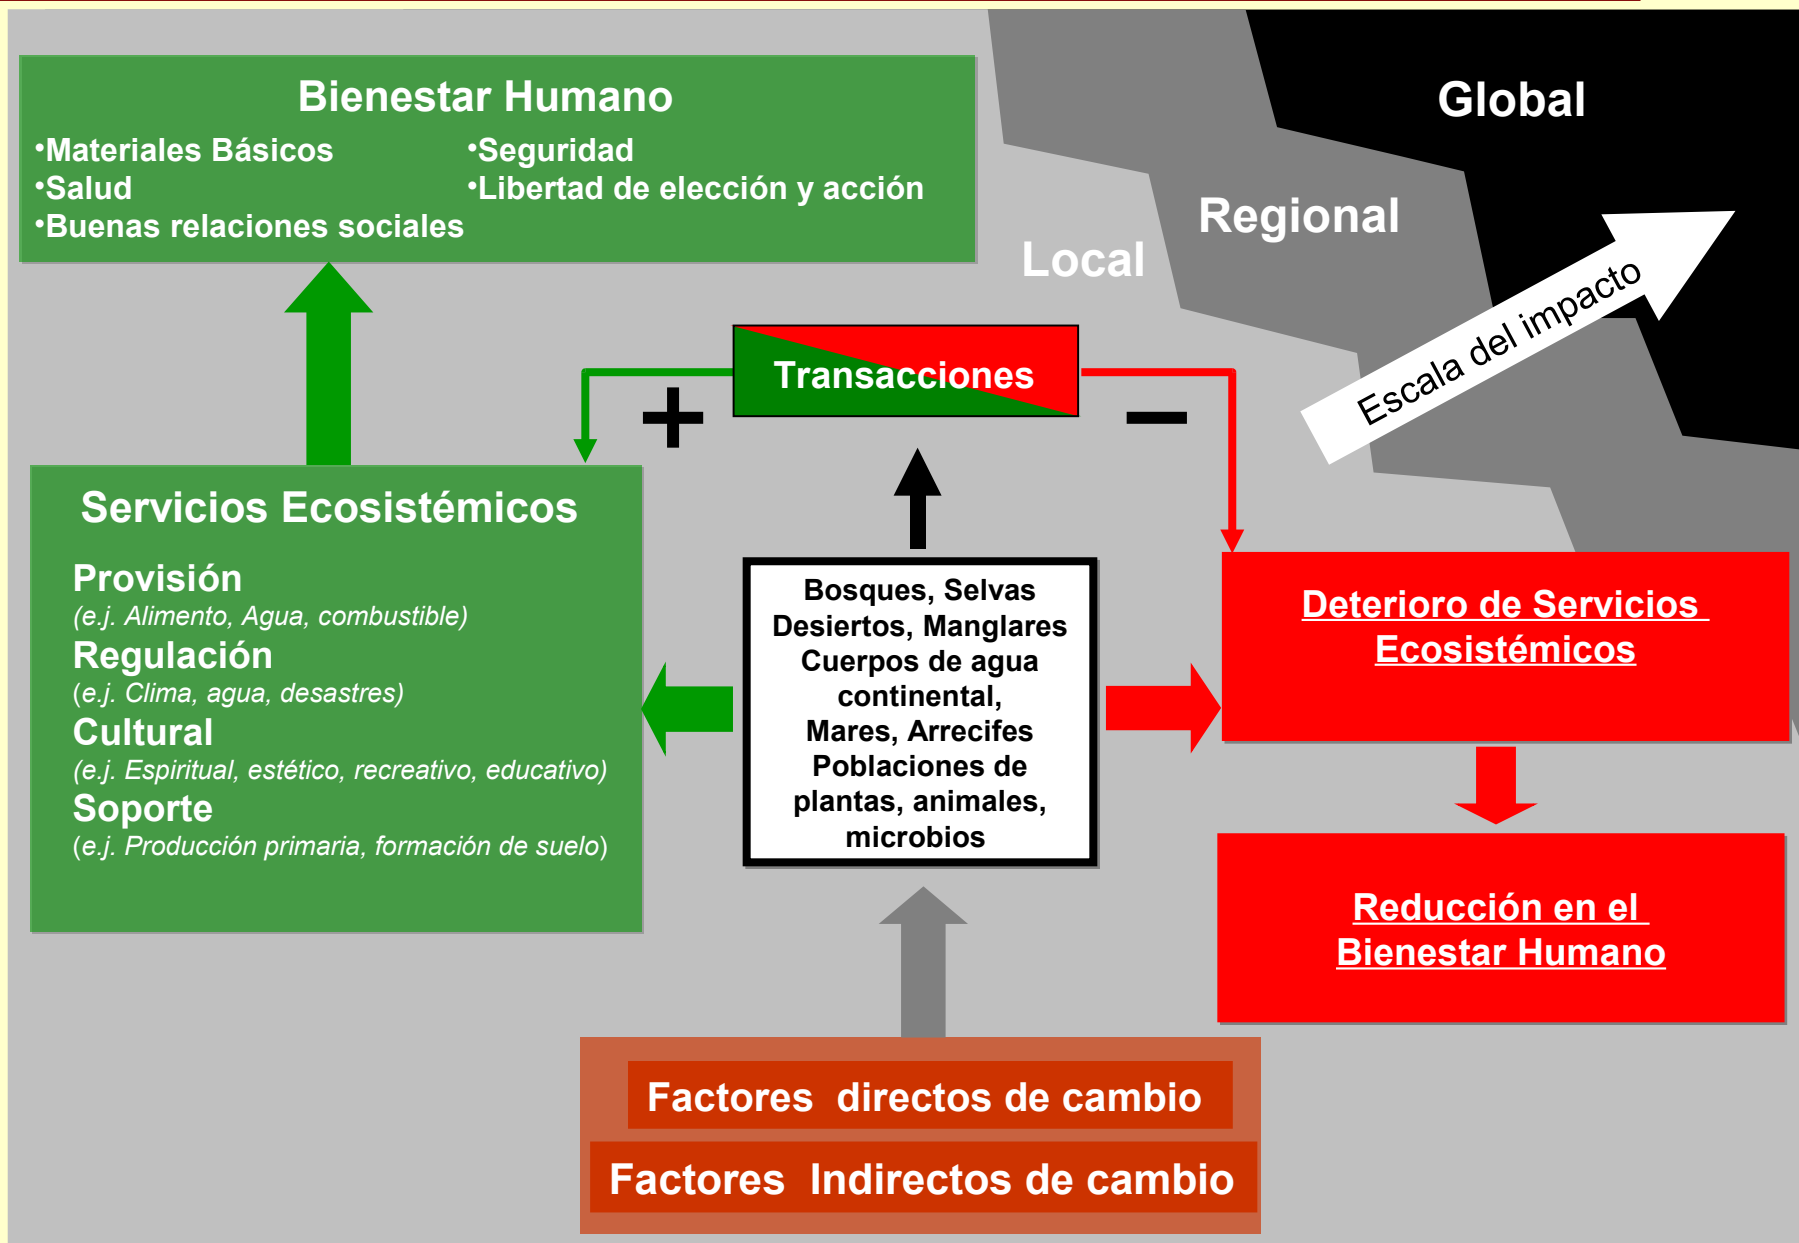 Bienestar Humano
•Materiales Básicos
•Salud
•Buenas relaciones sociales
•Seguridad
•Libertad de elección y acción
Global
Regional
Local
Escala del impacto
Transacciones
+
−
Servicios Ecosistémicos
Provisión
(e.j. Alimento, Agua, combustible)
Regulación
(e.j. Clima, agua, desastres)
Cultural
(e.j. Espiritual, estético, recreativo, educativo)
Soporte
(e.j. Producción primaria, formación de suelo)
Bosques, Selvas
Desiertos, Manglares
Cuerpos de agua
continental,
Mares, Arrecifes
Poblaciones de
plantas, animales,
microbios
Deterioro de Servicios
Ecosistémicos
Reducción en el
Bienestar Humano
Factores directos de cambio
Factores Indirectos de cambio